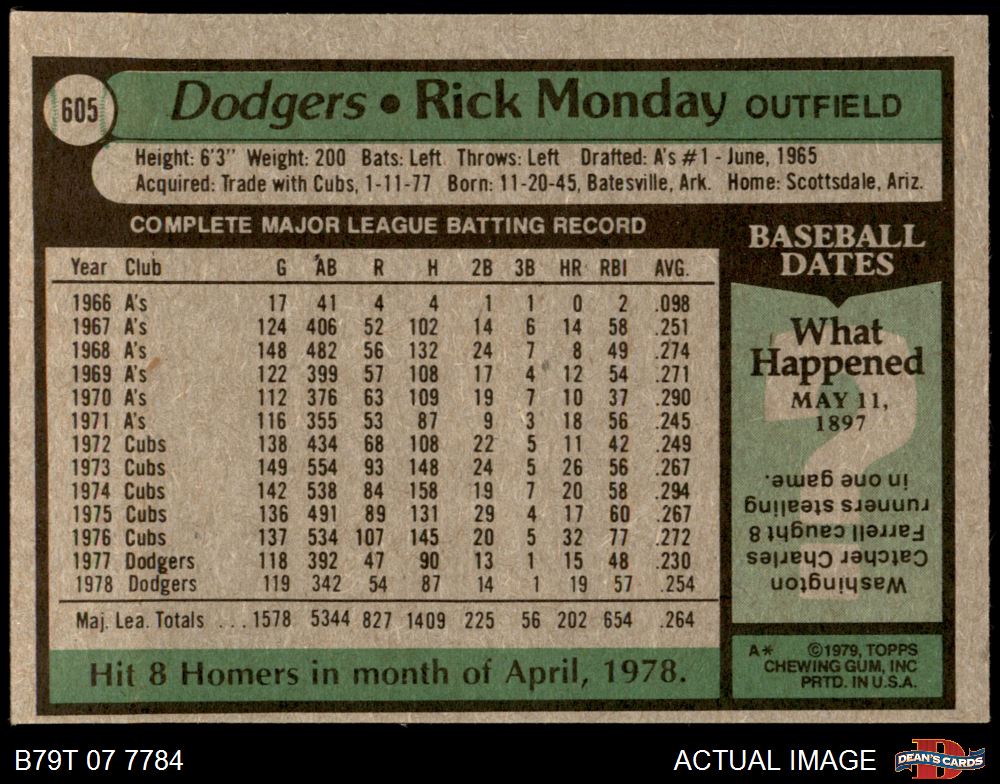 605
Dodgers • Rick Monday OUTFIELD
Height: 6'3" Weight: 200 Bats: Left Throws: Left Drafted: A's #1 - June, 1965
Acquired: Trade with Cubs, 1-11-77 Born: 11-20-45, Batesville, Ark. Home: Scottsdale, Ariz.
COMPLETE MAJOR LEAGUE BATTING RECORD
Year Club G AB R H 2B 3B HR RBI AVG.
1966 A's 17 41 4 4 1 1 0 2 .098
1967 A's 124 406 52 102 14 6 14 58 .251
1968 A's 148 482 56 132 24 7 8 49 .274
1969 A's 122 399 57 108 17 4 12 54 .271
1970 A's 112 376 63 109 19 7 10 37 .290
1971 A's 116 355 53 87 9 3 18 56 .245
1972 Cubs 138 434 68 108 22 5 11 42 .249
1973 Cubs 149 554 93 148 24 5 26 56 .267
1974 Cubs 142 538 84 158 19 7 20 58 .294
1975 Cubs 136 491 89 131 29 4 17 60 .267
1976 Cubs 137 534 107 145 20 5 32 77 .272
1977 Dodgers 118 392 47 90 13 1 15 48 .230
1978 Dodgers 119 342 54 87 14 1 19 57 .254
Maj. Lea. Totals ...1578 5344 827 1409 225 56 202 654 .264
Hit 8 Homers in month of April, 1978.
BASEBALL
DATES
What
Happened
MAY 11,
1897
Washington
Catcher Charles
Farrell caught 8
runners stealing
in one game.
A* ©1979, TOPPS
CHEWING GUM, INC
PRTD. IN U.S.A.
B79T 07 7784
ACTUAL IMAGE
DEAN'S CARDS